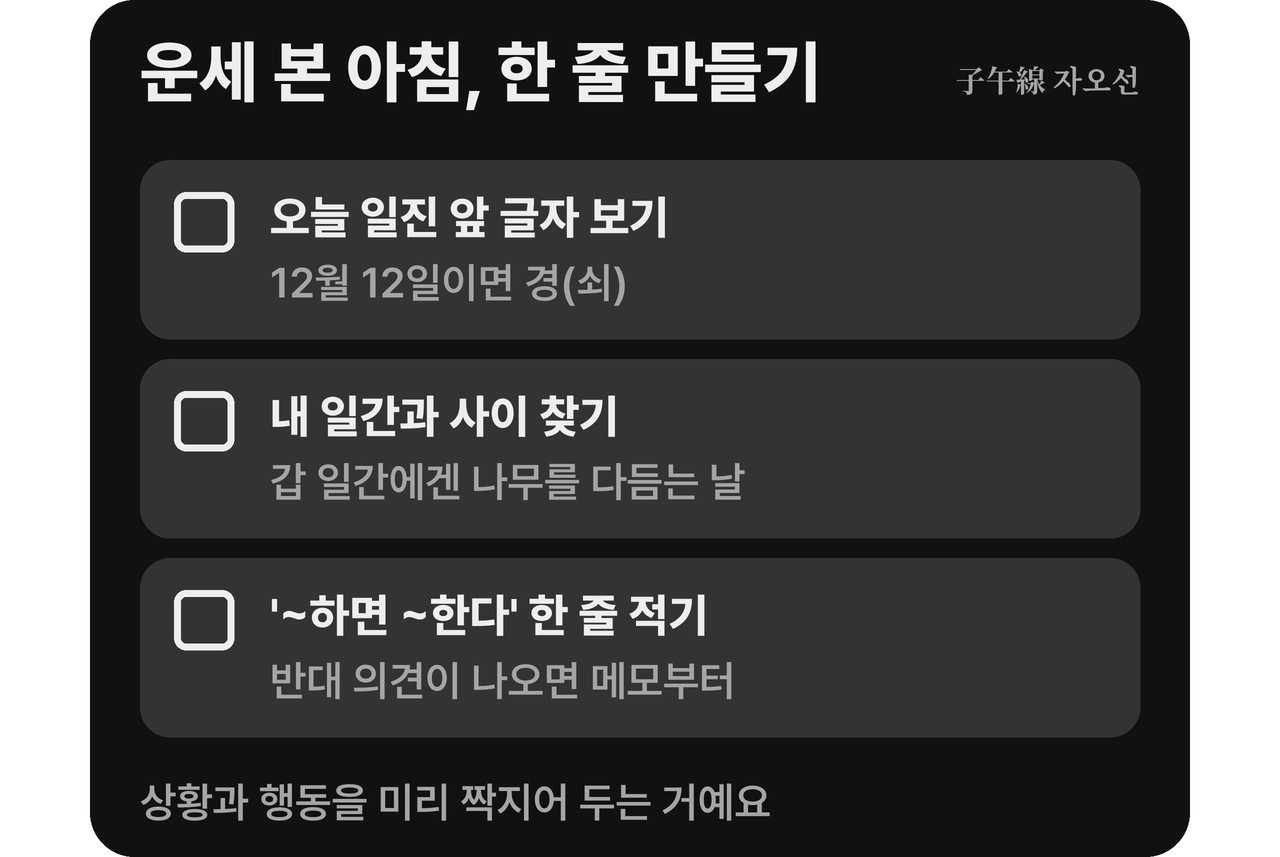 운세 본 아침, 한 줄 만들기
子午線 자오선
오늘 일진 앞 글자 보기
12월 12일이면 경(쇠)
내 일간과 사이 찾기
갑 일간에겐 나무를 다듬는 날
'~하면 ~한다' 한 줄 적기
반대 의견이 나오면 메모부터
상황과 행동을 미리 짝지어 두는 거예요